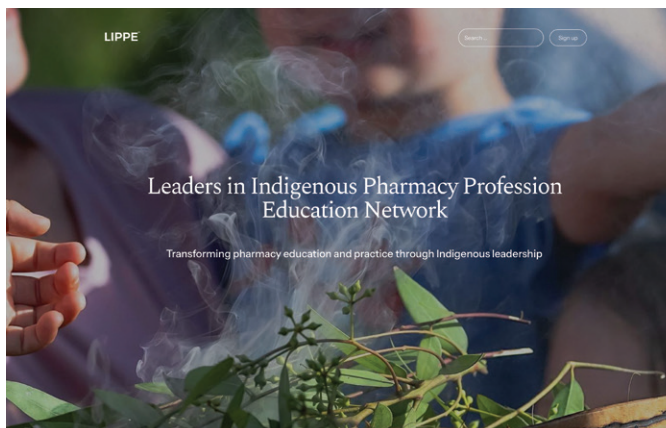 LIPPE
Search ...
Sign up
Leaders in Indigenous Pharmacy Profession
Education Network
Transforming pharmacy education and practice through Indigenous leadership